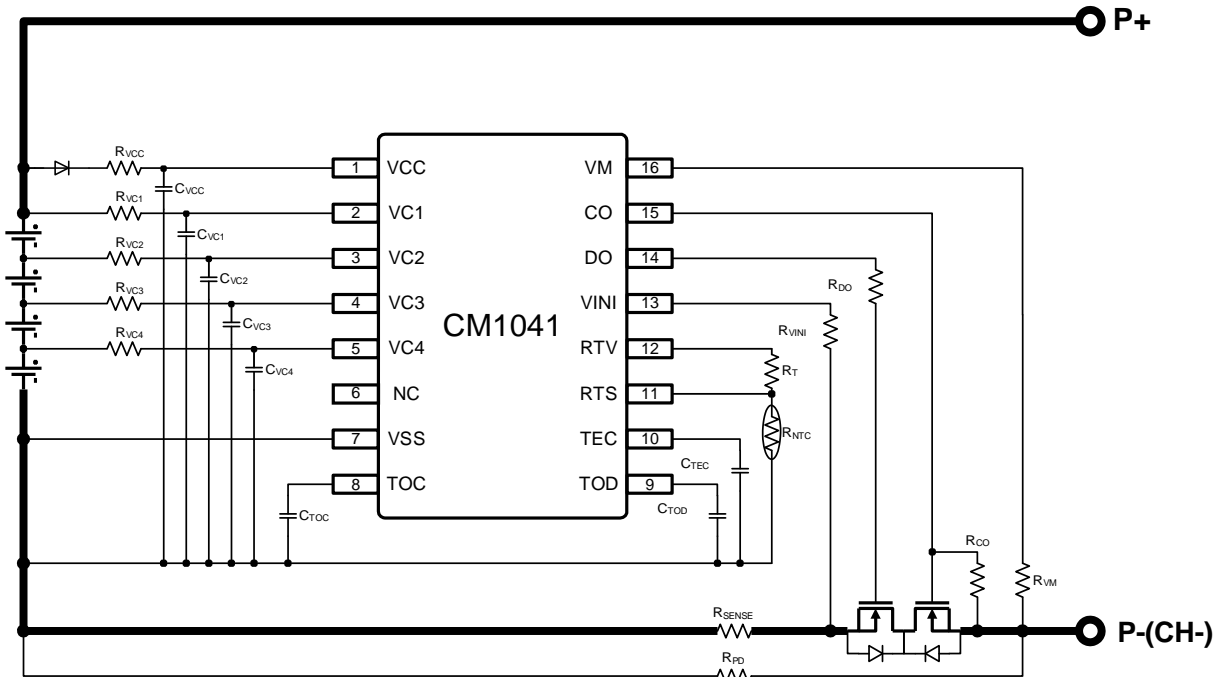 P+
RVCC
CVCC
RVC1
CVC1
RVC2
CVC2
RVC3
CVC3
RVC4
CVC4
1 VCC
2 VC1
3 VC2
4 VC3
5 VC4
6 NC
7 VSS
8 TOC
CM1041
VM 16
CO 15
DO 14
VINI 13
RTV 12
RTS 11
TEC 10
TOD 9
RDO
RVINI
RT
RNTC
CTEC
CTOD
CTOC
RCO
RVM
RSENSE
P-(CH-)
RPD